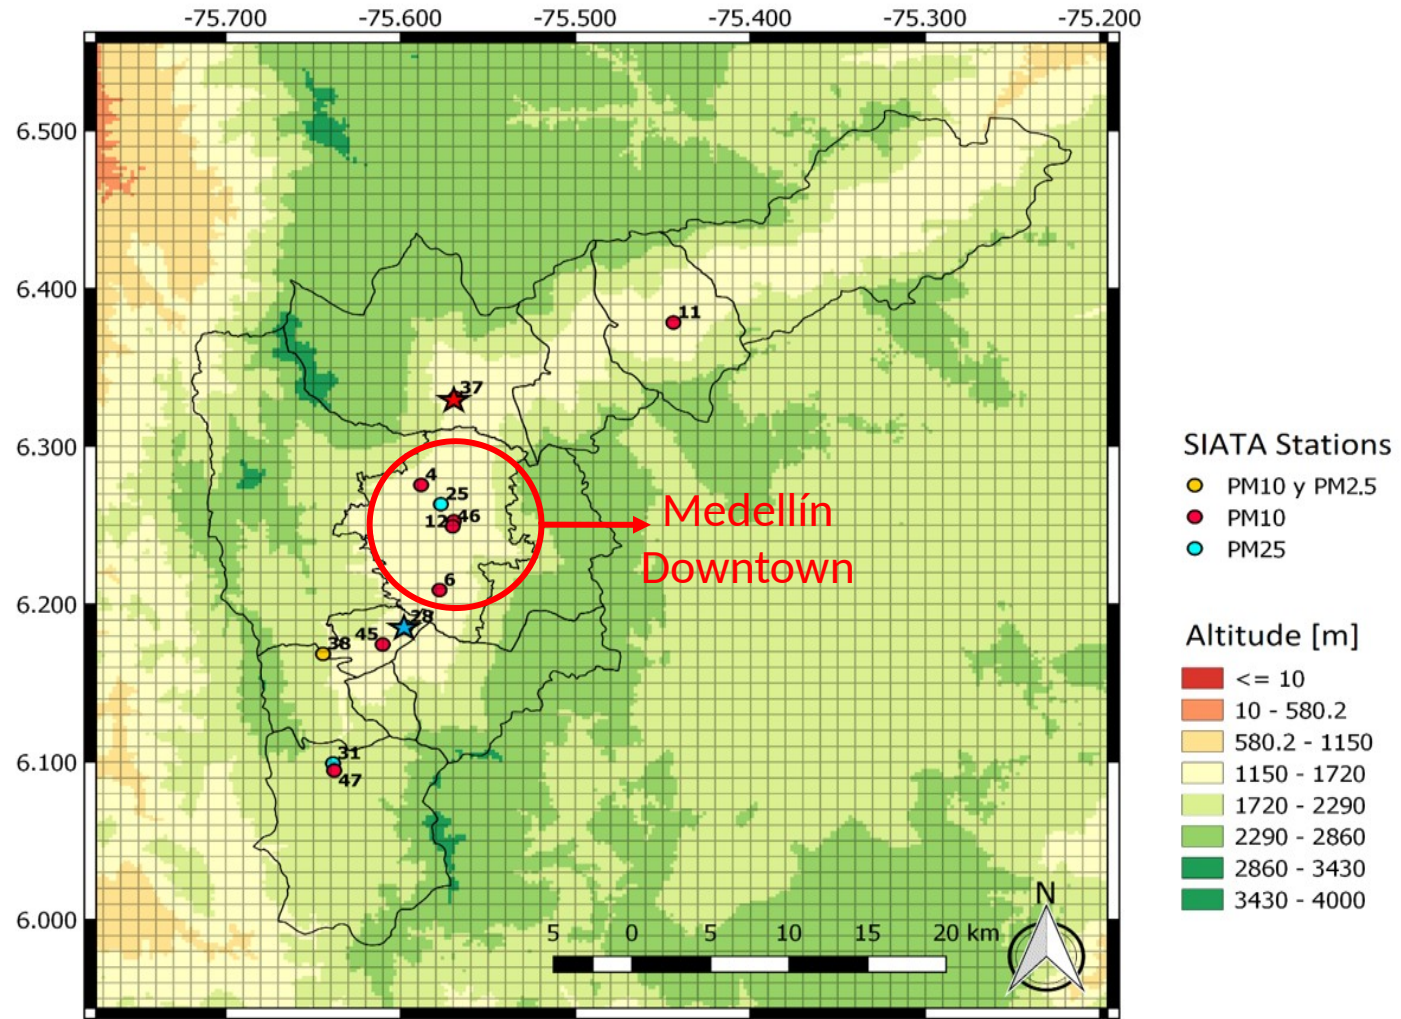 -75.700 -75.600 -75.500 -75.400 -75.300 -75.200
6.500
6.400
11
37
6.300
4
25
12 46
Medellín
Downtown
6
6.200
28
45
38
6.100
31
47
6.000
5 0 5 10 15 20 km
N
SIATA Stations
PM10 y PM2.5
PM10
PM25
Altitude [m]
<= 10
10 - 580.2
580.2 - 1150
1150 - 1720
1720 - 2290
2290 - 2860
2860 - 3430
3430 - 4000